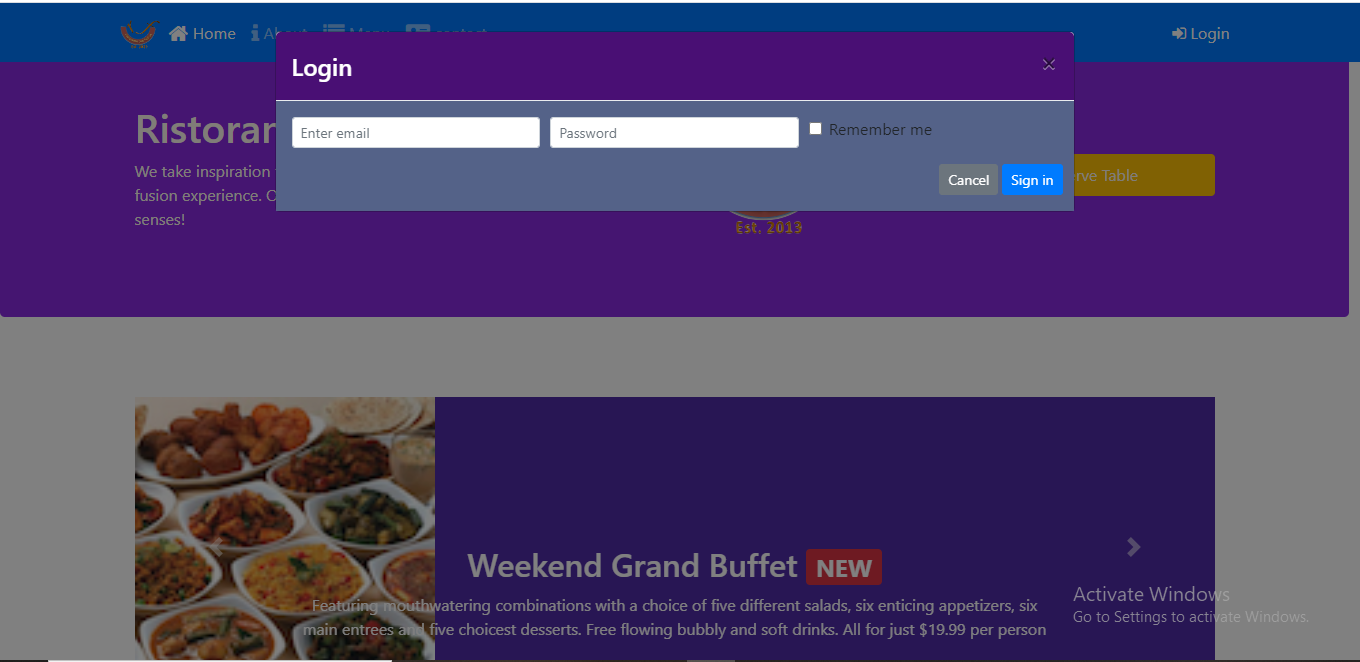 Home
About
Menu
contact
Login
Login
×
Enter email
Password
Remember me
Cancel
Sign in
We take inspiration
fusion experience.
senses!
Table
Est. 2013
Weekend Grand Buffet NEW
Featuring mouthwatering combinations with a choice of five different salads, six enticing appetizers, six
main entrees and five choicest desserts. Free flowing bubbly and soft drinks. All for just $19.99 per person
Activate Windows
Go to Settings to activate Windows.